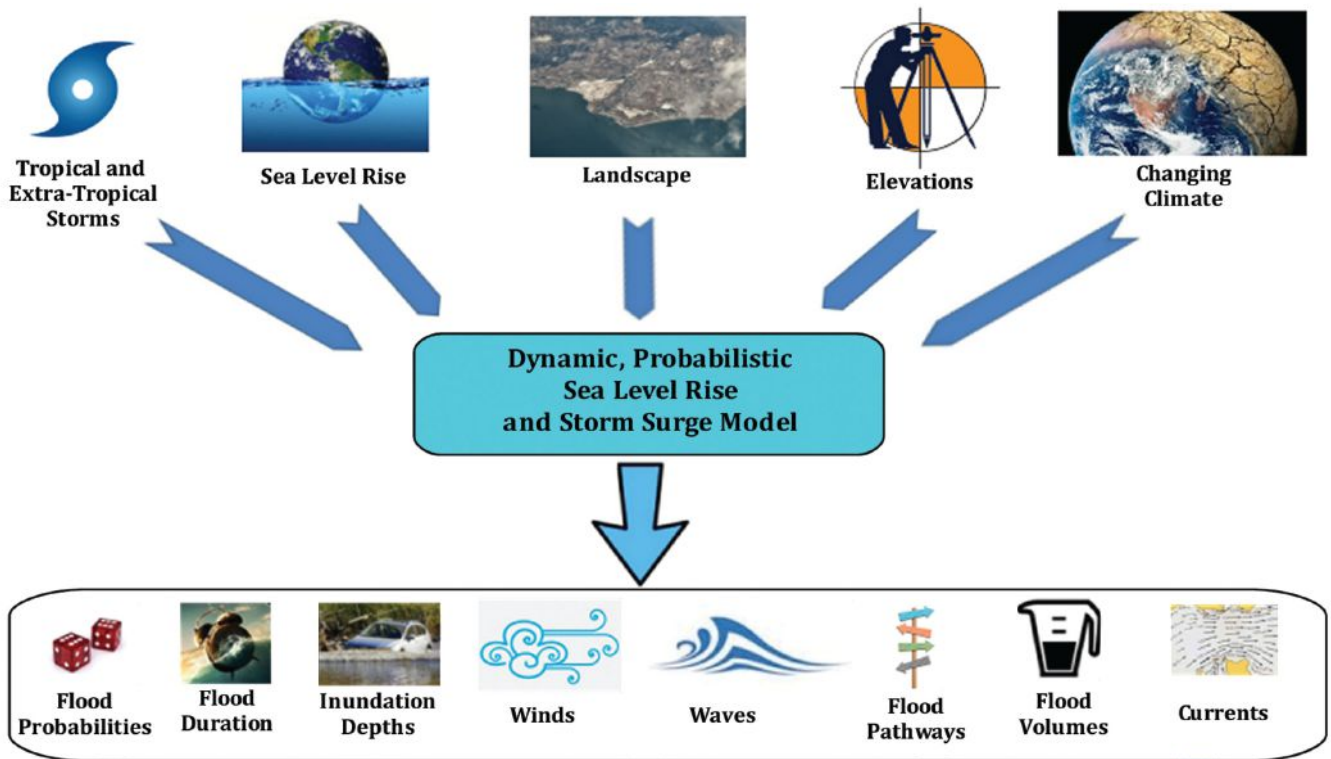 Tropical and
Extra-Tropical
Storms
Sea Level Rise
Landscape
Elevations
Changing
Climate
Dynamic, Probabilistic
Sea Level Rise
and Storm Surge Model
Flood
Probabilities
Flood
Duration
Inundation
Depths
Winds
Waves
Flood
Pathways
Flood
Volumes
Currents